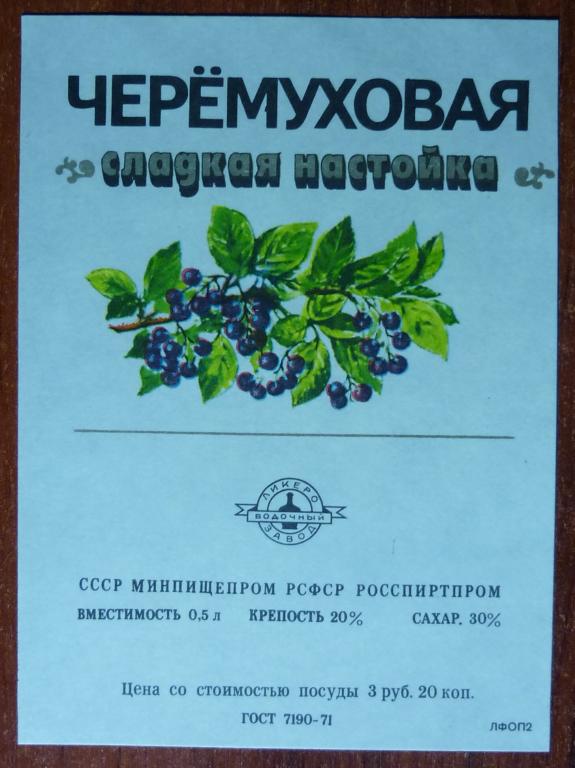 ЧЕРЁМУХОВАЯ
сладкая настойка
ЛИКЕРО
ВОДОЧНЫЙ
ЗАВОД
СССР МИНПИЩЕПРОМ РСФСР РОССПИРТПРОМ
ВМЕСТИМОСТЬ 0,5 л КРЕПОСТЬ 20% САХАР. 30%
Цена со стоимостью посуды 3 руб. 20 коп.
ГОСТ 7190-71
ЛФОП2